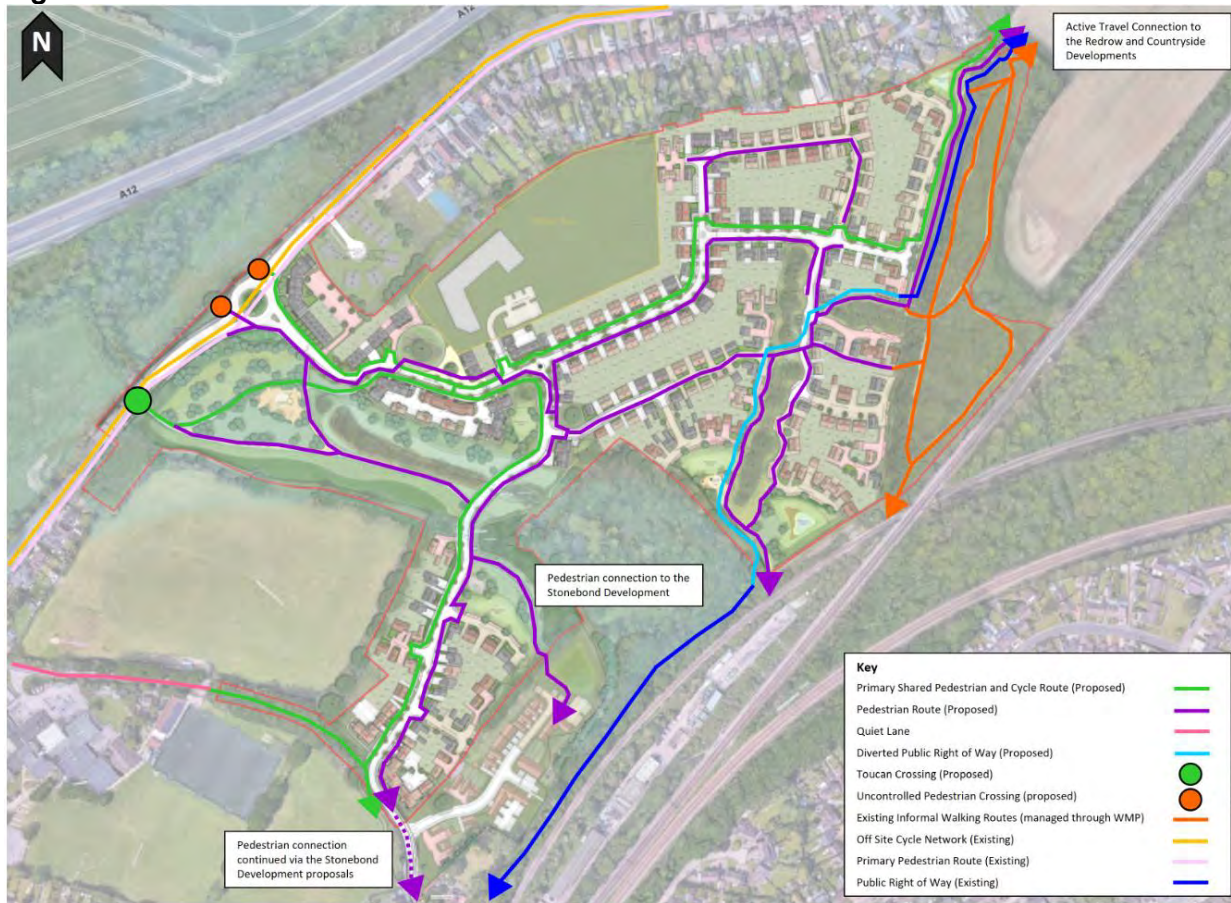 N
A12
A12
Active Travel Connection to
the Redrow and Countryside
Developments
Pedestrian connection to the
Stonebond Development
Pedestrian connection
continued via the Stonebond
Development proposals
Key
Primary Shared Pedestrian and Cycle Route (Proposed)
Pedestrian Route (Proposed)
Quiet Lane
Diverted Public Right of Way (Proposed)
Toucan Crossing (Proposed)
Uncontrolled Pedestrian Crossing (proposed)
Existing Informal Walking Routes (managed through WMP)
Off Site Cycle Network (Existing)
Primary Pedestrian Route (Existing)
Public Right of Way (Existing)